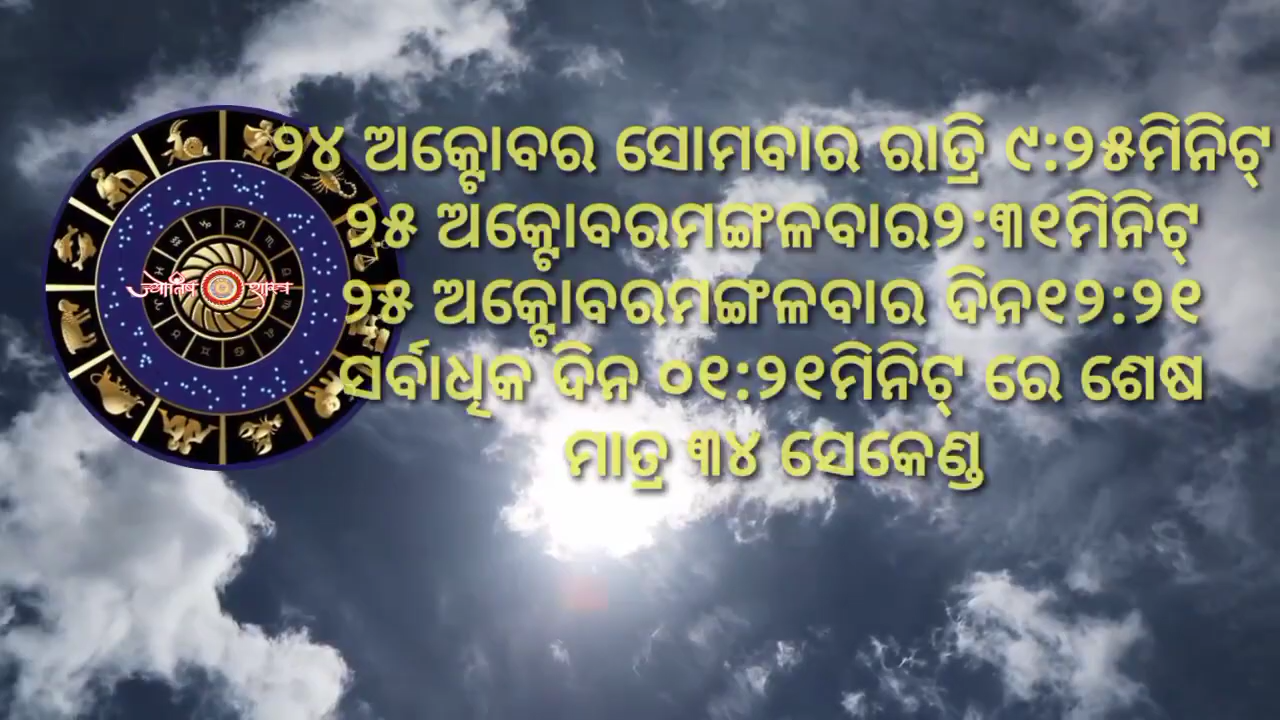 ୨୪ ଅକ୍ଟୋବର ସୋମବାର ରାତ୍ରି ୯:୨୫ମିନିଟ୍
୨୫ ଅକ୍ଟୋବରମଙ୍ଗଳବାର୨:୩୧ମିନିଟ୍
୨୫ ଅକ୍ଟୋବରମଙ୍ଗଳବାର ଦିନ୧୨:୨୧
ସର୍ବାଧିକ ଦିନ ୦୧:୨୧ମିନିଟ୍ ରେ ଶେଷ
ମାତ୍ର ୩୪ ସେକେଣ୍ଡ